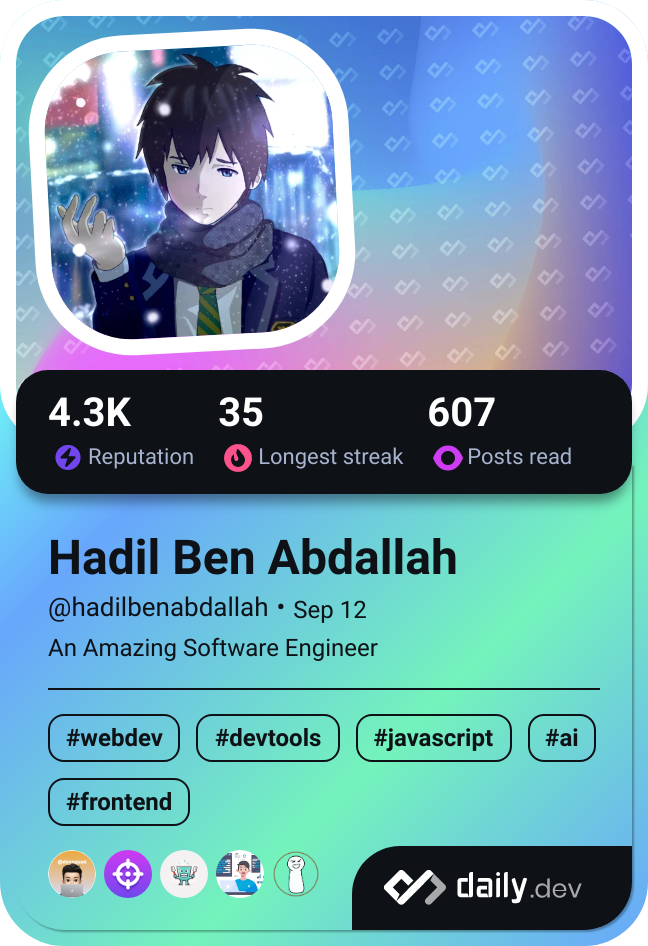 4.3K 35 607
Reputation Longest streak Posts read
Hadil Ben Abdallah
@hadilbenabdallah • Sep 12
An Amazing Software Engineer
#webdev #devtools #javascript #ai
#frontend
daily.dev